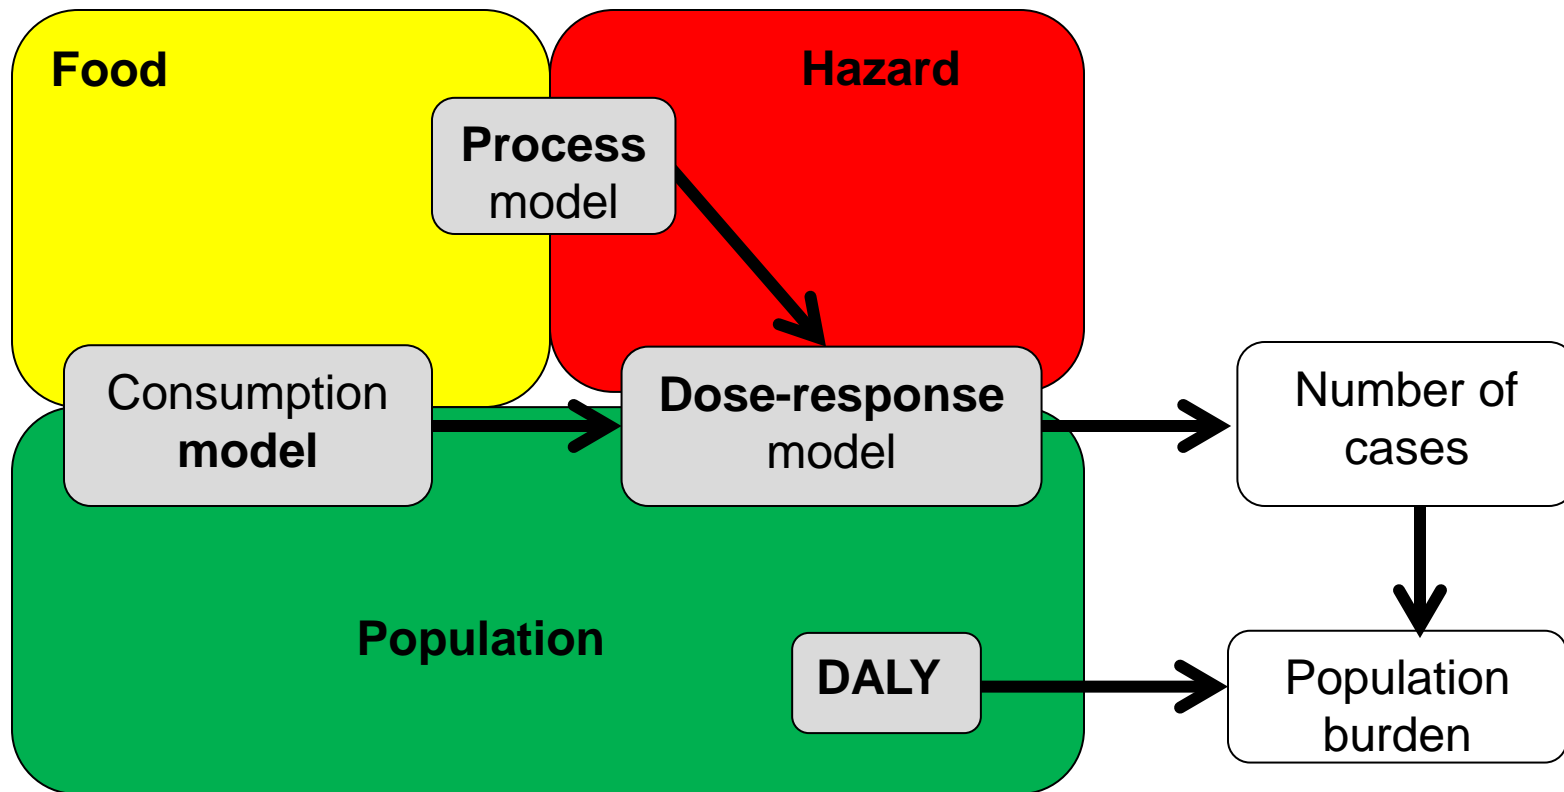 Food
Hazard
Process
model
Consumption
model
Dose-response
model
Number of
cases
Population
DALY
Population
burden